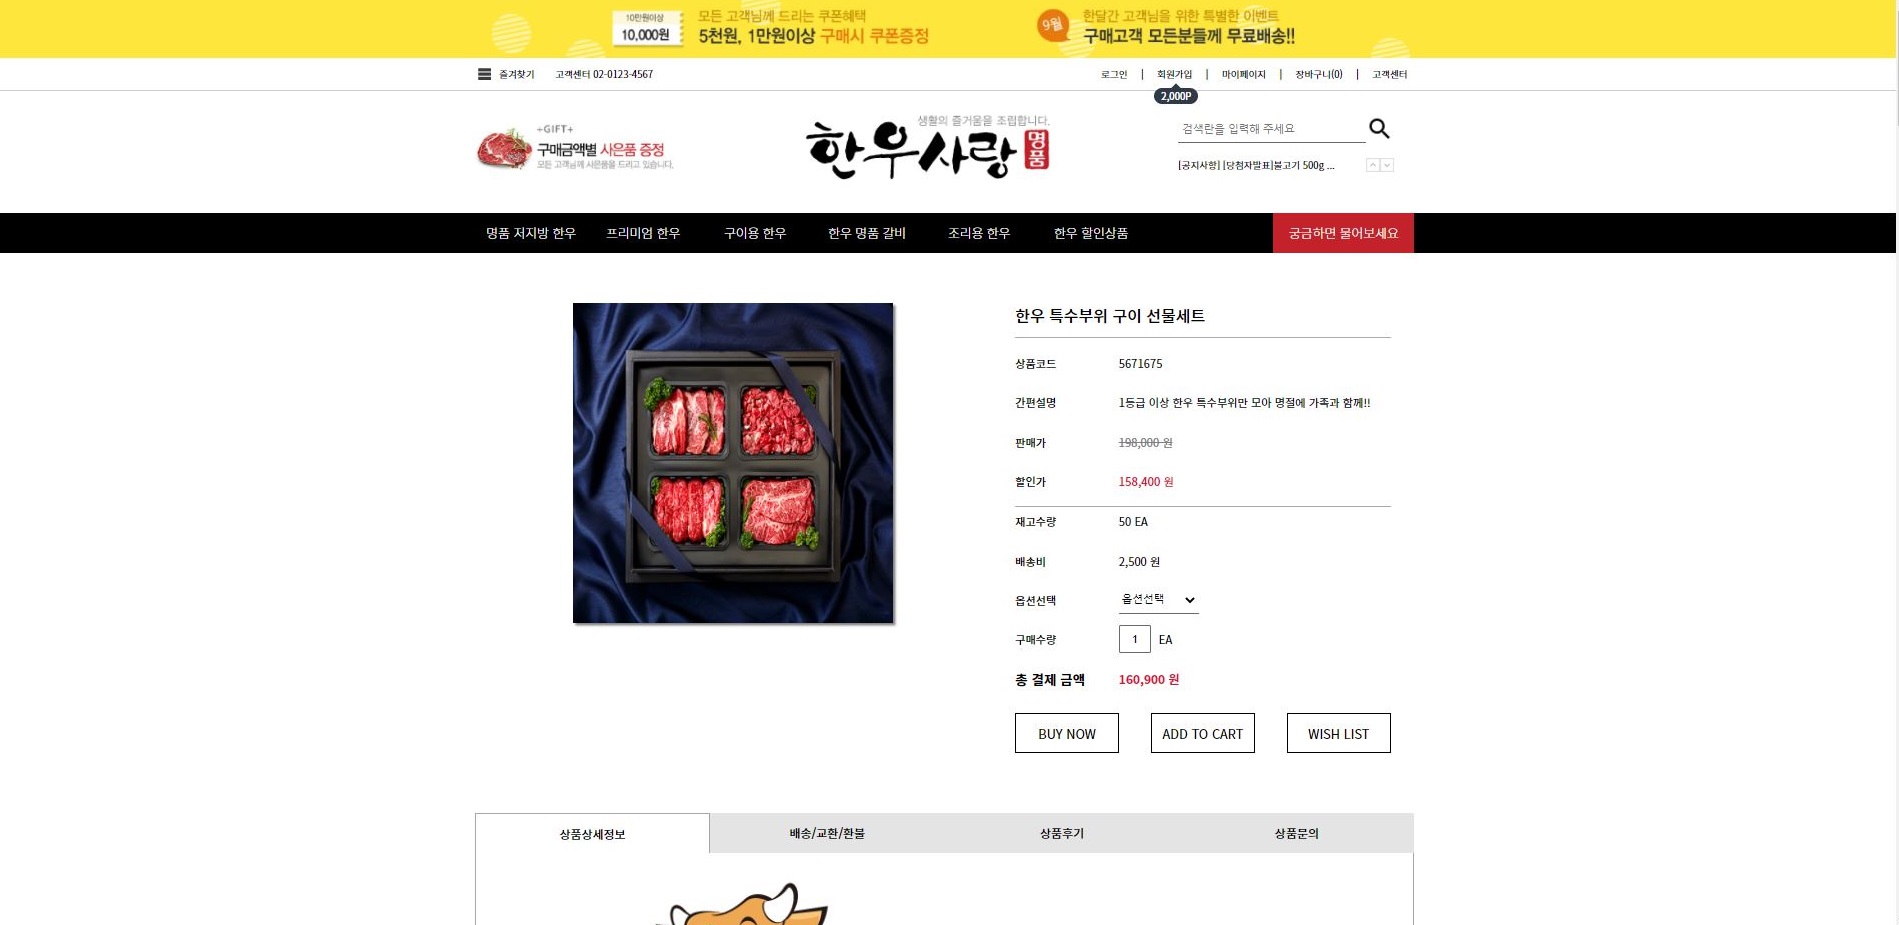 10만원이상
10,000원
모든 고객님께 드리는 쿠폰혜택
5천원, 1만원이상 구매시 쿠폰증정
9월
한달간 고객님을 위한 특별한 이벤트
구매고객 모든분들께 무료배송!!
즐겨찾기 고객센터 02-0123-4567
로그인 | 회원가입 | 마이페이지 | 장바구니(0) | 고객센터
2,000P
+GIFT+
구매금액별 사은품 증정
모든 고객님께 사은품을 드리고 있습니다.
생활의 즐거움을 조립합니다.
한우사랑 명품
검색란을 입력해 주세요
[공지사항] [당첨자발표]불고기 500g ...
명품 저지방 한우 프리미엄 한우 구이용 한우 한우 명품 갈비 조리용 한우 한우 할인상품 궁금하면 물어보세요
한우 특수부위 구이 선물세트
상품코드 5671675
간편설명 1등급 이상 한우 특수부위만 모아 명절에 가족과 함께!!
판매가 198,000 원
할인가 158,400 원
재고수량 50 EA
배송비 2,500 원
옵션선택 옵션선택
구매수량 1 EA
총 결제 금액 160,900 원
BUY NOW ADD TO CART WISH LIST
상품상세정보 배송/교환/환불 상품후기 상품문의